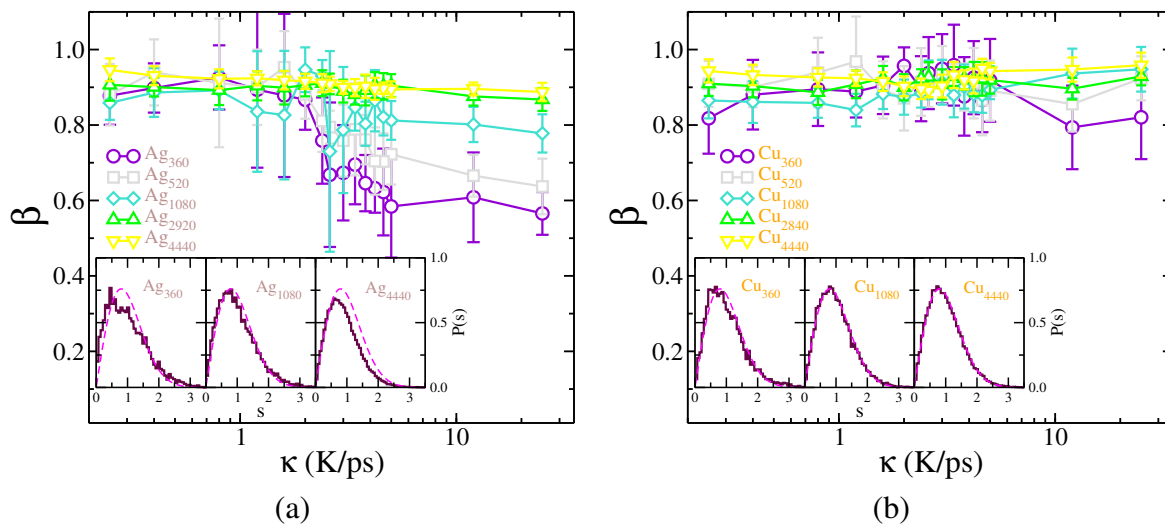 (a)
(b)
1.0
0.8
0.6
0.4
0.2
β
Ag360
Ag520
Ag1080
Ag2920
Ag4440
Ag360
Ag1080
Ag4440
1.0
0.5
0.0
P(s)
0 1 2 3 0 1 2 3 0 1 2 3
s
1 10
κ (K/ps)
(a)
1.0
0.8
0.6
0.4
0.2
β
Cu360
Cu520
Cu1080
Cu2840
Cu4440
Cu360
Cu1080
Cu4440
1.0
0.5
0.0
P(s)
0 1 2 3 0 1 2 3 0 1 2 3
s
1 10
κ (K/ps)
(b)